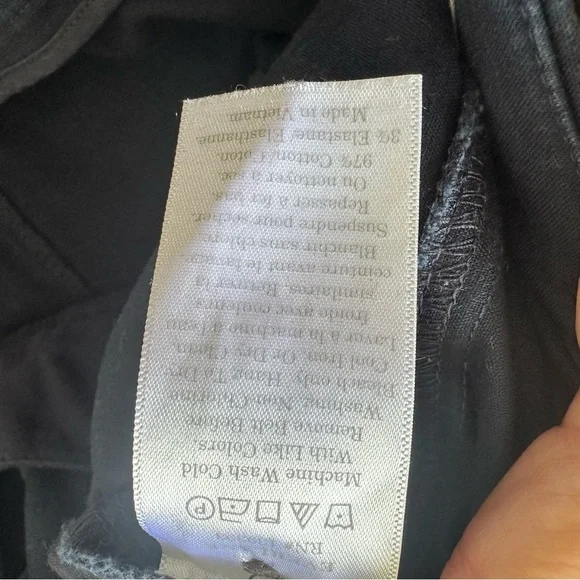 RN#
P
Machine Wash Cold
With Like Colors.
Remove Belt Before
Washing. Non-Chlorine
Bleach only. Hang To Dry.
Cool Iron. Or Dry Clean.
Laver à la machine à l'eau
froide avec couleurs
similaires. Retirer la
ceinture avant le lavage.
Blanchir sans chlore.
Suspendre pour sécher.
Repasser à fer bas.
Ou nettoyer à sec.
97% Cotton/Coton.
3% Elastane/Elasthanne.
Made in Vietnam.